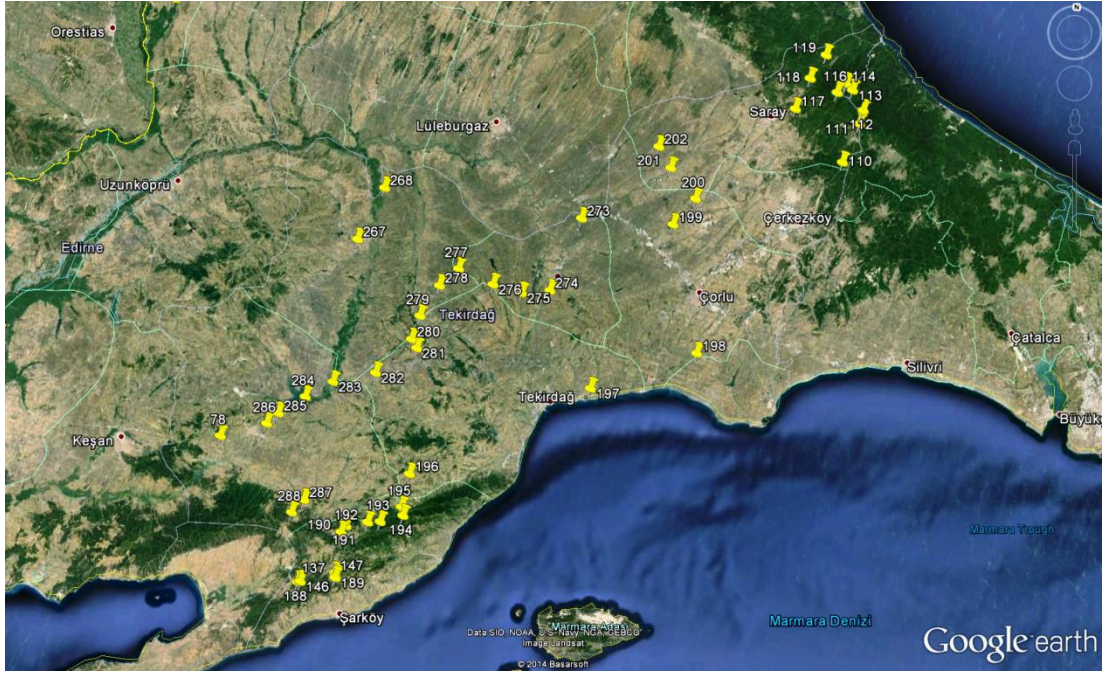 N
Orestias
119
118
116
114
117
113
Saray
111
112
110
Lüleburgaz
202
201
200
199
Çerkezköy
Uzunköprü
268
267
273
Edirne
277
278
276
275
274
279
Tekirdağ
280
281
282
Çorlu
198
Çatalca
Silivri
284
283
286
285
78
Keşan
Tekirdağ
197
Büyükç
196
195
288
287
192
193
190
191
194
137
147
146
189
188
Şarköy
Marmara Trough
Marmara Adası
Marmara Denizi
Data SIO, NOAA, U.S. Navy, NGA, GEBCO
Image Landsat
© 2014 Basarsoft
Google earth